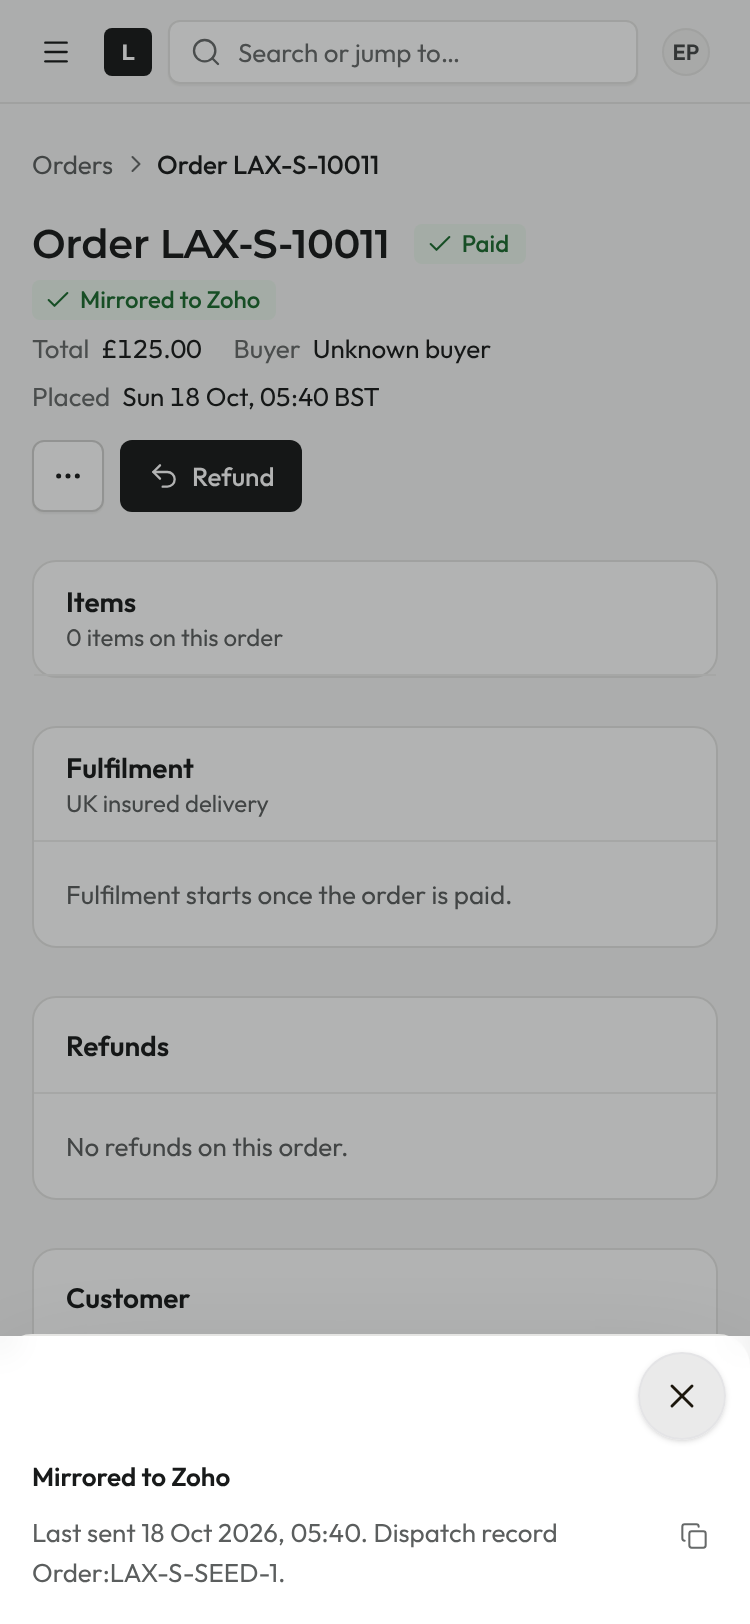 L
Search or jump to...
EP
Orders > Order LAX-S-10011
Order LAX-S-10011
Paid
Mirrored to Zoho
Total £125.00 Buyer Unknown buyer
Placed Sun 18 Oct, 05:40 BST
Refund
Items
0 items on this order
Fulfilment
UK insured delivery
Fulfilment starts once the order is paid.
Refunds
No refunds on this order.
Customer
Mirrored to Zoho
Last sent 18 Oct 2026, 05:40. Dispatch record
Order:LAX-S-SEED-1.